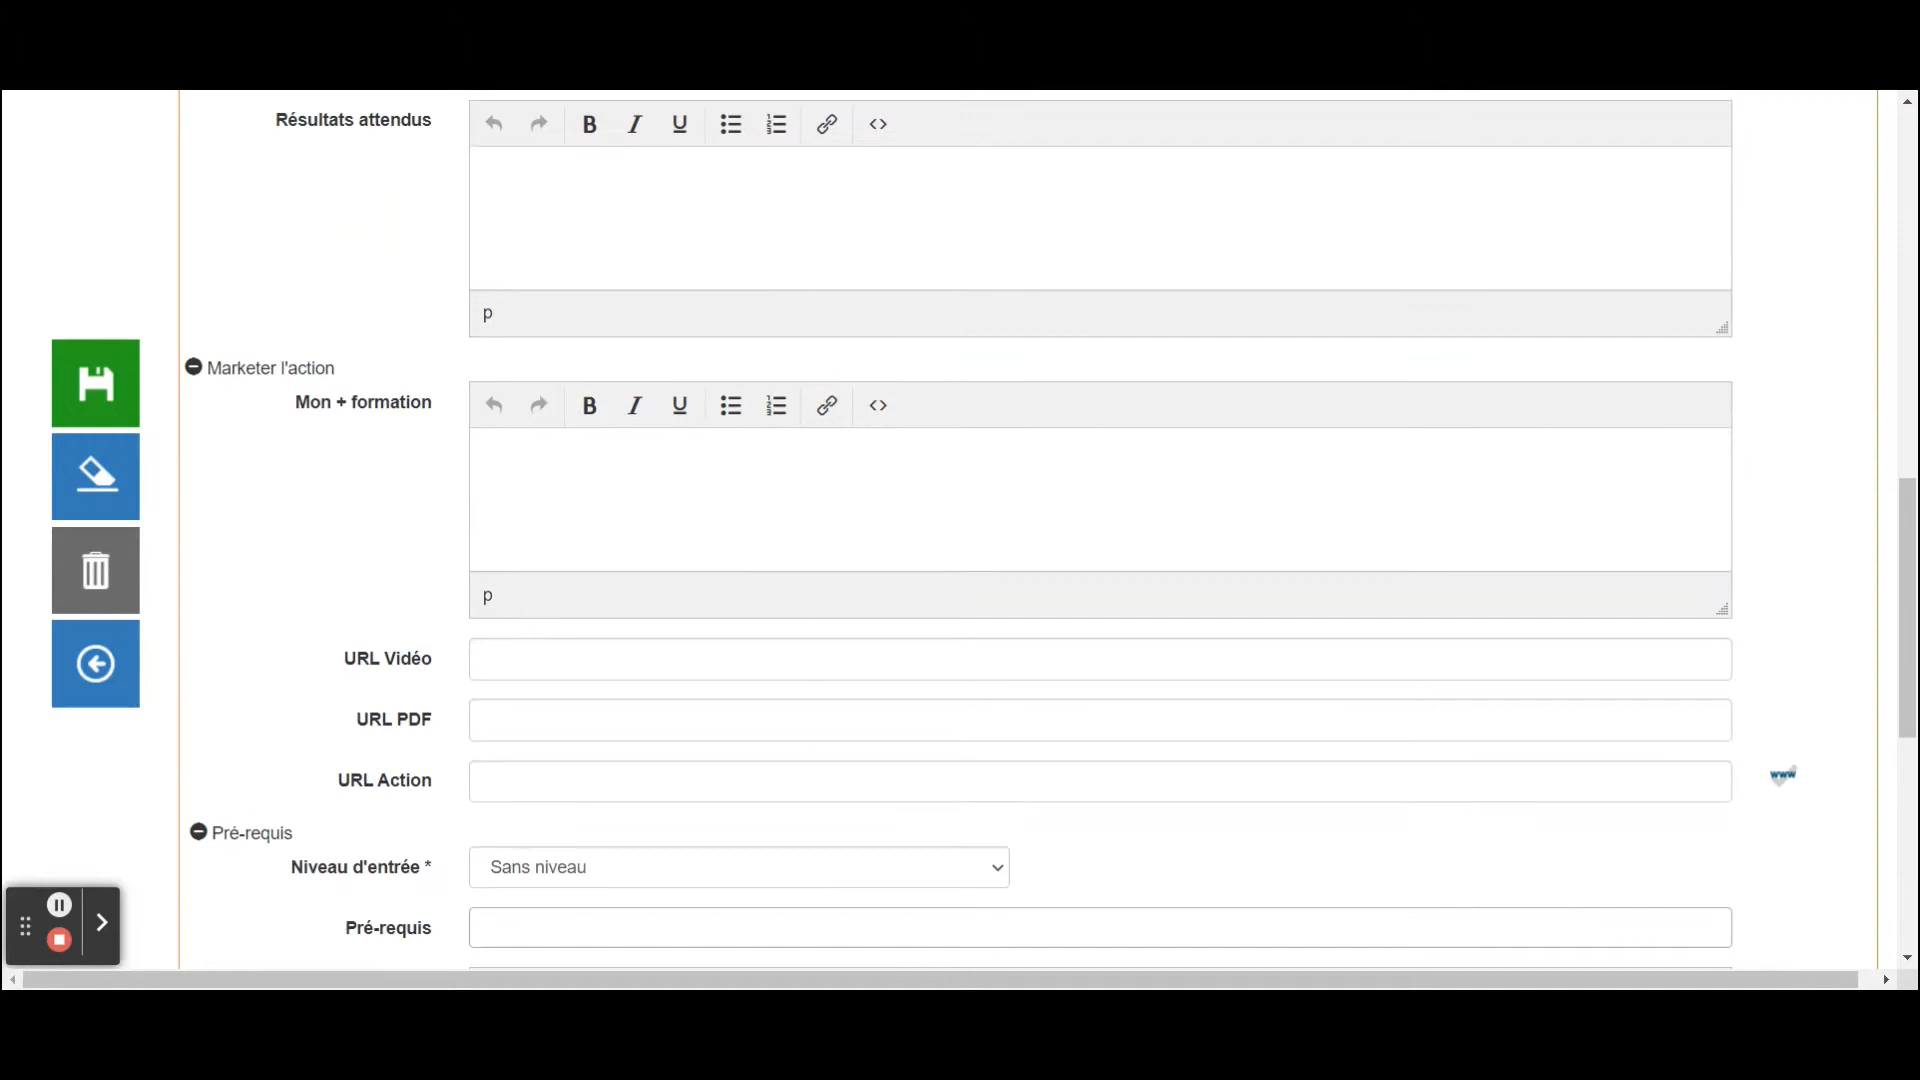 Résultats attendus
B I U
p
Marketer l'action
Mon + formation
B I U
p
URL Vidéo
URL PDF
URL Action
www
Pré-requis
Niveau d'entrée *
Sans niveau
Pré-requis